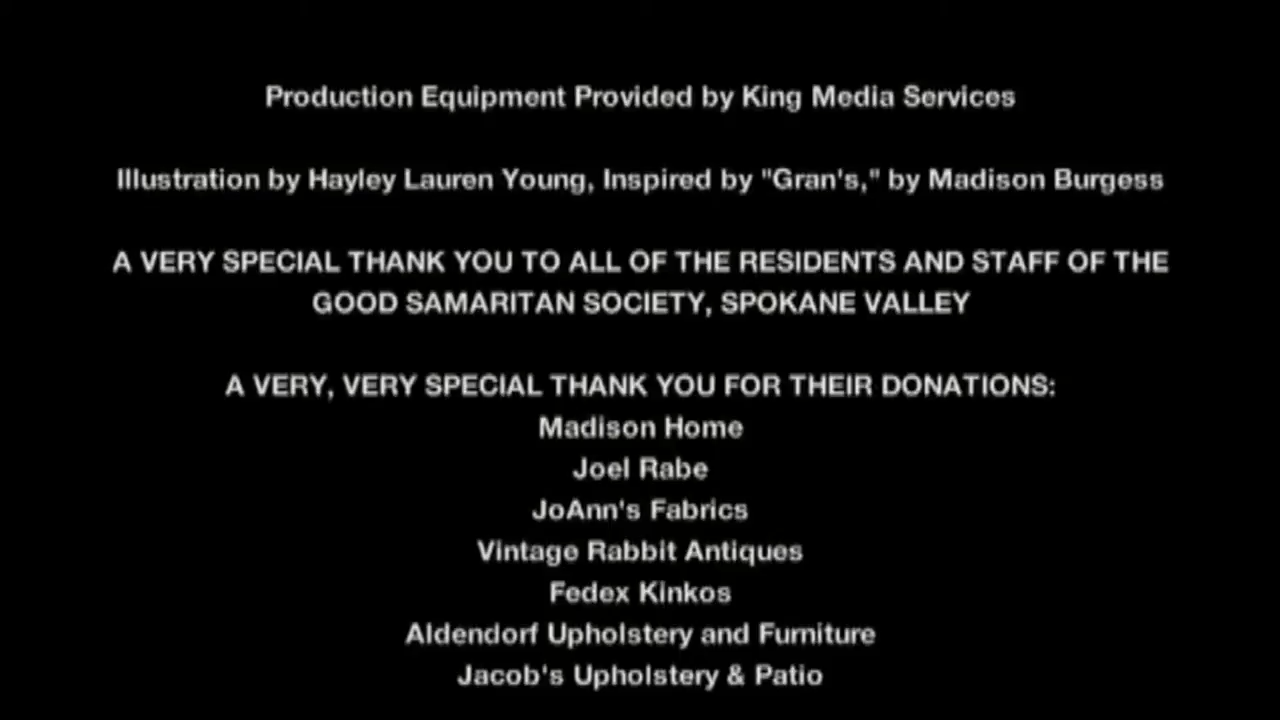 Production Equipment Provided by King Media Services
Illustration by Hayley Lauren Young, Inspired by "Gran's," by Madison Burgess
A VERY SPECIAL THANK YOU TO ALL OF THE RESIDENTS AND STAFF OF THE
GOOD SAMARITAN SOCIETY, SPOKANE VALLEY
A VERY, VERY SPECIAL THANK YOU FOR THEIR DONATIONS:
Madison Home
Joel Rabe
JoAnn's Fabrics
Vintage Rabbit Antiques
Fedex Kinkos
Aldendorf Upholstery and Furniture
Jacob's Upholstery & Patio